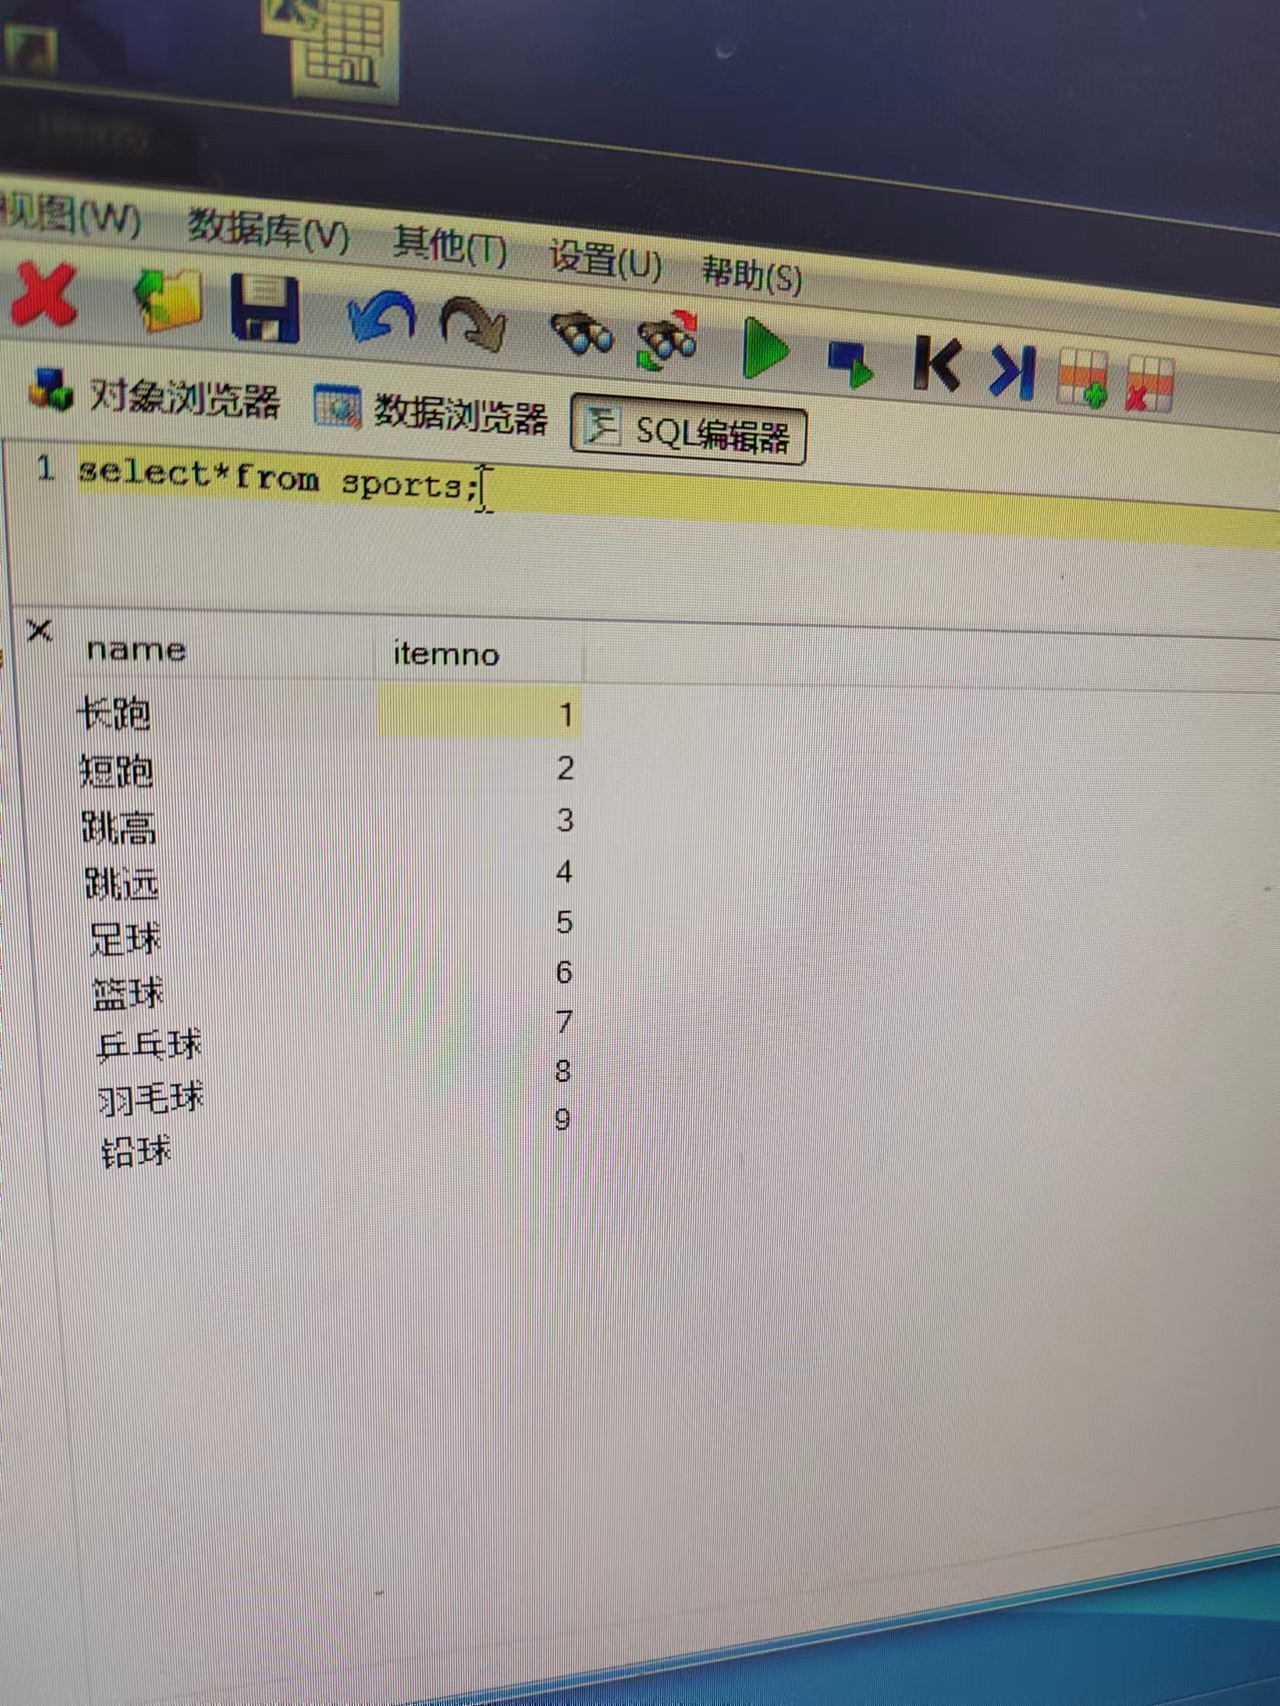 视图(W) 数据库(V) 其他(T) 设置(U) 帮助(S)
对象浏览器 数据浏览器 SQL编辑器
1 select*from sports;
name itemno
长跑 1
短跑 2
跳高 3
跳远 4
足球 5
篮球 6
乒乓球 7
羽毛球 8
铅球 9